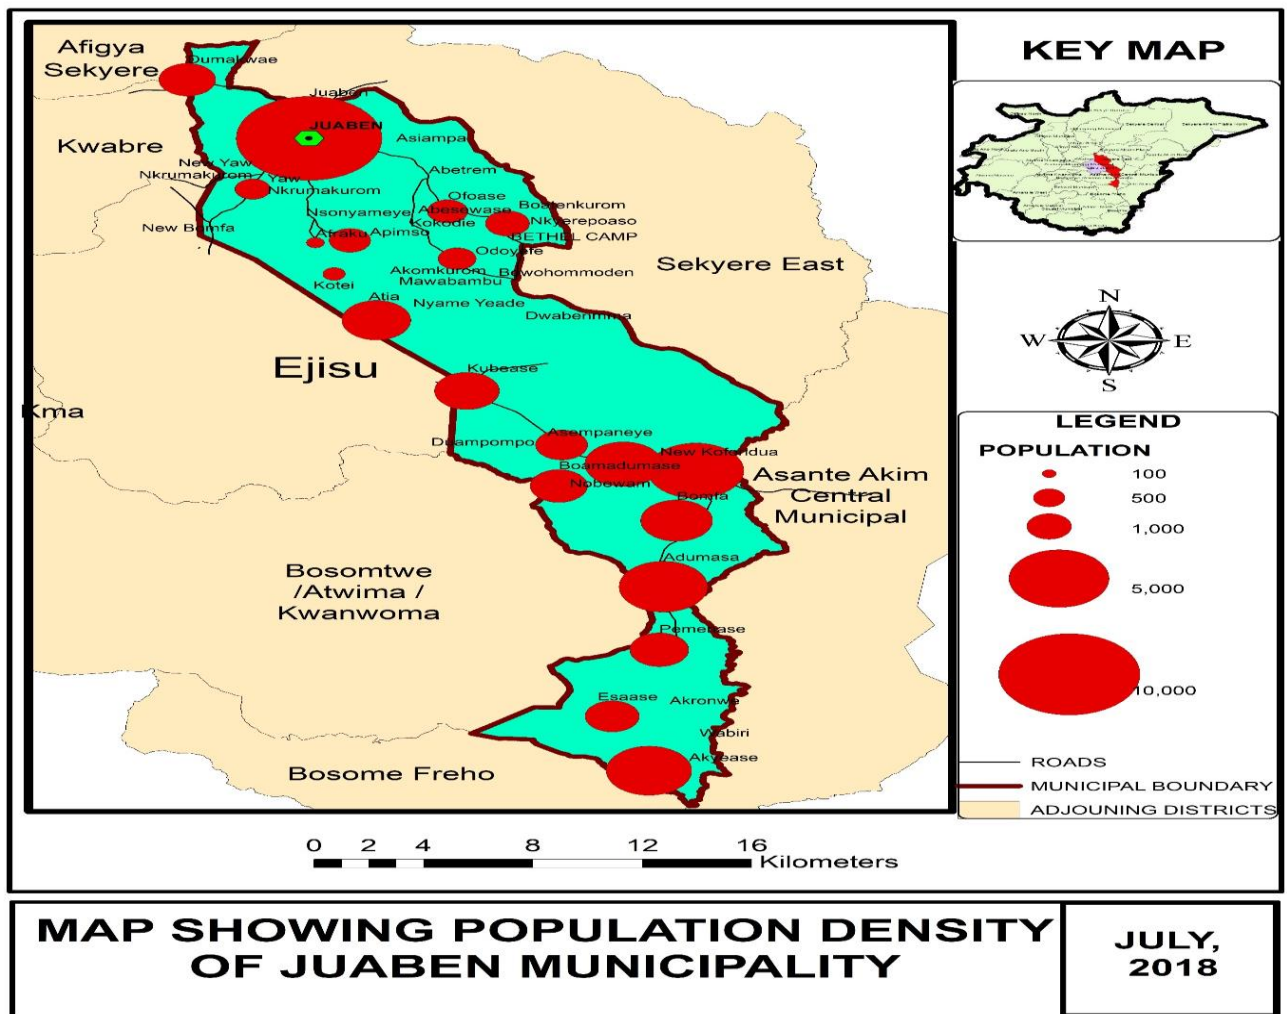 Afigya
Sekyere
Dumakwae
Juaben
JUABEN
Kwabre
Asiampa
New Yaw
Nkrumakurom
Yaw
Nkrumakurom
Abetrem
Ofoase
Abesewase
Boatenkurom
Nsonyameye
Kokodie
Nkyerepoaso
New Bomfa
Afraku
Apimso
BETHEL CAMP
Odoyefe
Sekyere East
Akomkurom
Bowohommoden
Kotei
Mawabambu
Atia
Nyame Yeade
Dwabenmma
Ejisu
Kubease
Kma
Duampompo
Asempaneye
New Koforidua
Boamadumase
Nobewam
Bomfa
Asante Akim
Central
Municipal
Adumasa
Bosomtwe
/Atwima /
Kwanwoma
Pemenase
Esaase
Akronwe
Wabiri
Akyease
Bosome Freho
0 2 4 8 12 16
Kilometers
KEY MAP
N
W E
S
LEGEND
POPULATION
100
500
1,000
5,000
10,000
ROADS
MUNICIPAL BOUNDARY
ADJOUNING DISTRICTS
MAP SHOWING POPULATION DENSITY
OF JUABEN MUNICIPALITY
JULY,
2018